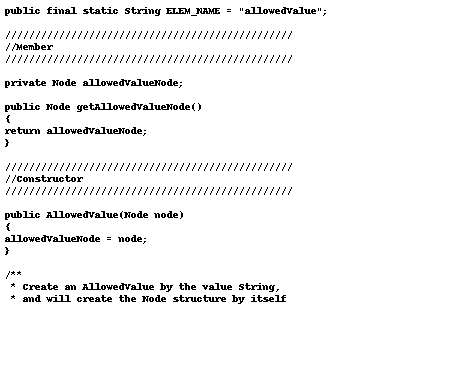 public final static String ELEM_NAME = "allowedValue";
////////////////////////////////////////////////
//Member
////////////////////////////////////////////////
private Node allowedValueNode;
public Node getAllowedValueNode()
{
return allowedValueNode;
}
////////////////////////////////////////////////
//Constructor
////////////////////////////////////////////////
public AllowedValue(Node node)
{
allowedValueNode = node;
}
/**
* Create an AllowedValue by the value String,
* and will create the Node structure by itself